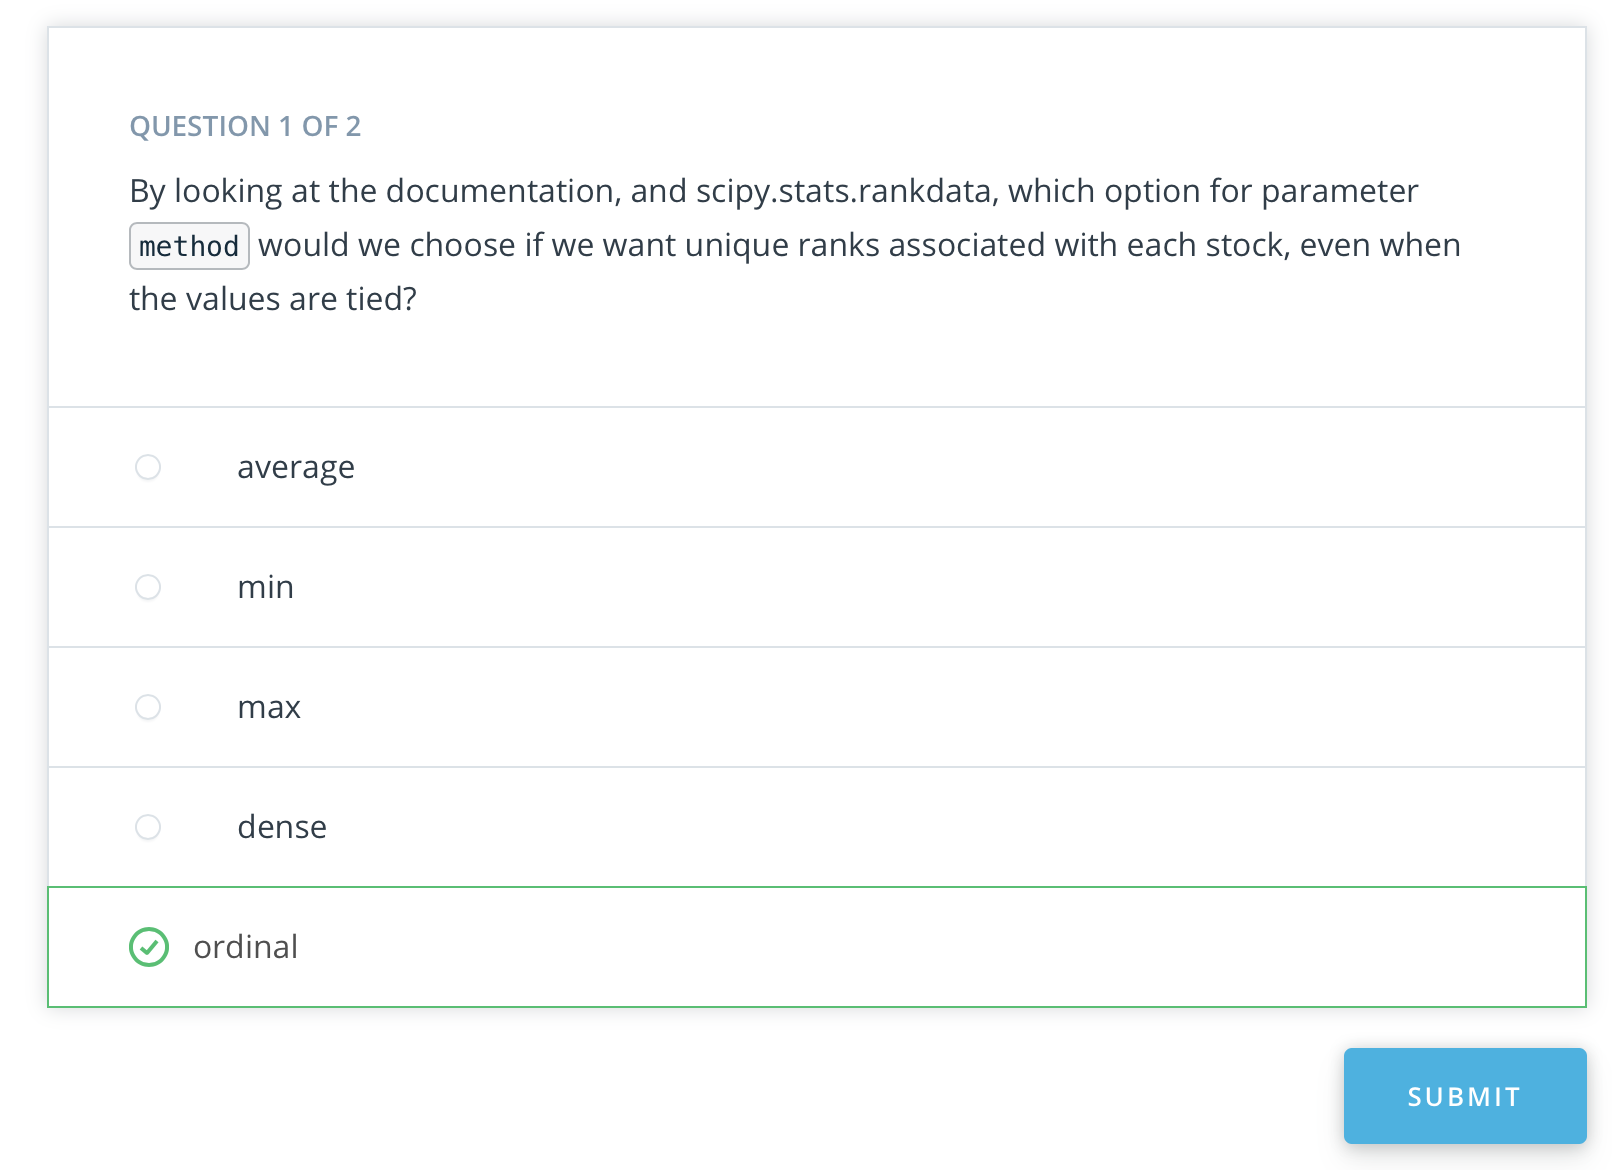 QUESTION 1 OF 2
By looking at the documentation, and scipy.stats.rankdata, which option for parameter
method would we choose if we want unique ranks associated with each stock, even when
the values are tied?
average
min
max
dense
ordinal
SUBMIT